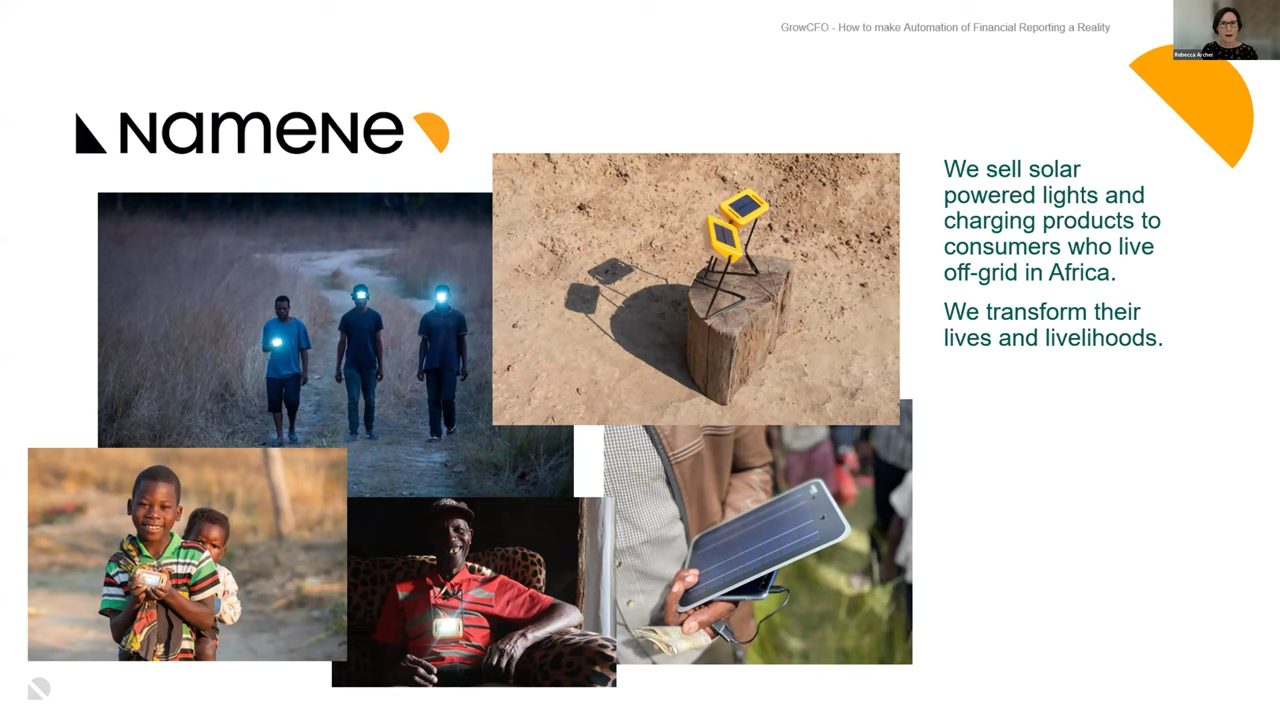 GrowCFO - How to make Automation of Financial Reporting a Reality
Rebecca Archer
NameNe
We sell solar
powered lights and
charging products to
consumers who live
off-grid in Africa.
We transform their
lives and livelihoods.